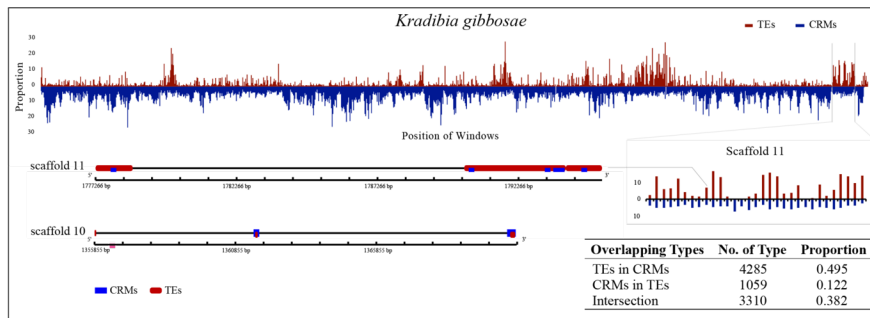 Kradibia gibbosae
TEs CRMs
Proportion
30
20
10
0
10
20
30
Position of Windows
scaffold 11
5' 3'
1777266 bp 1782266 bp 1787266 bp 1792266 bp
Scaffold 11
10
0
10
scaffold 10
5' 3'
1355855 bp 1360855 bp 1365855 bp
CRMs TEs
Overlapping Types No. of Type Proportion
TEs in CRMs 4285 0.495
CRMs in TEs 1059 0.122
Intersection 3310 0.382